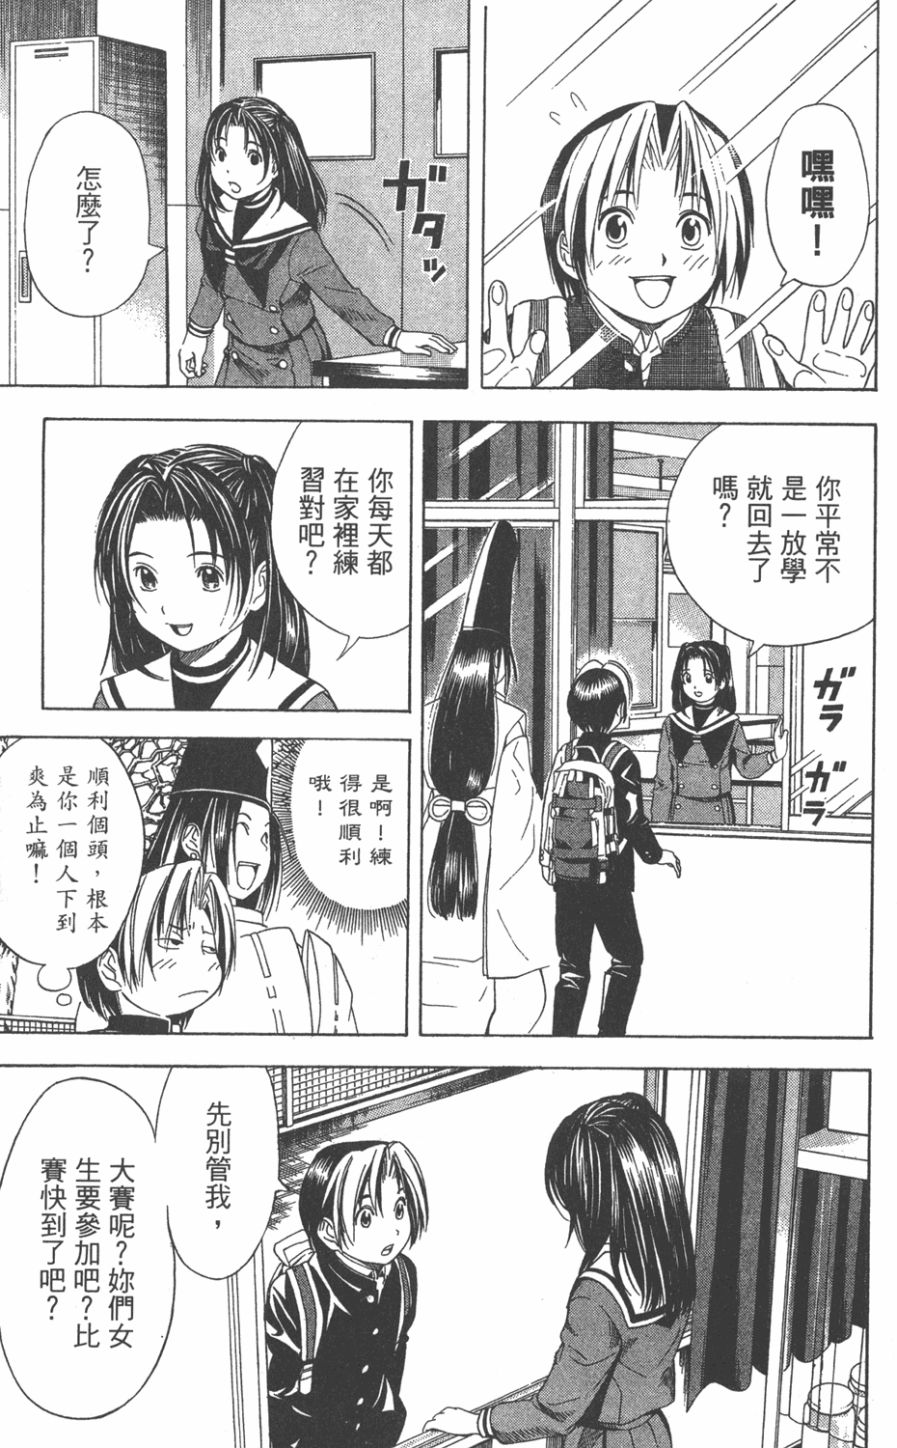 嘿嘿！
ガタッ
怎麼了？
你平常不
是一放學
就回去了
嗎？
ガラ
ガラ
你每天都
在家裡練
習對吧？
是啊！練
得很順利
哦！
順利個頭，根本
是你一個人下到
爽為止嘛！
先別管我，
大賽呢？妳們女
生要參加吧？比
賽快到了吧？